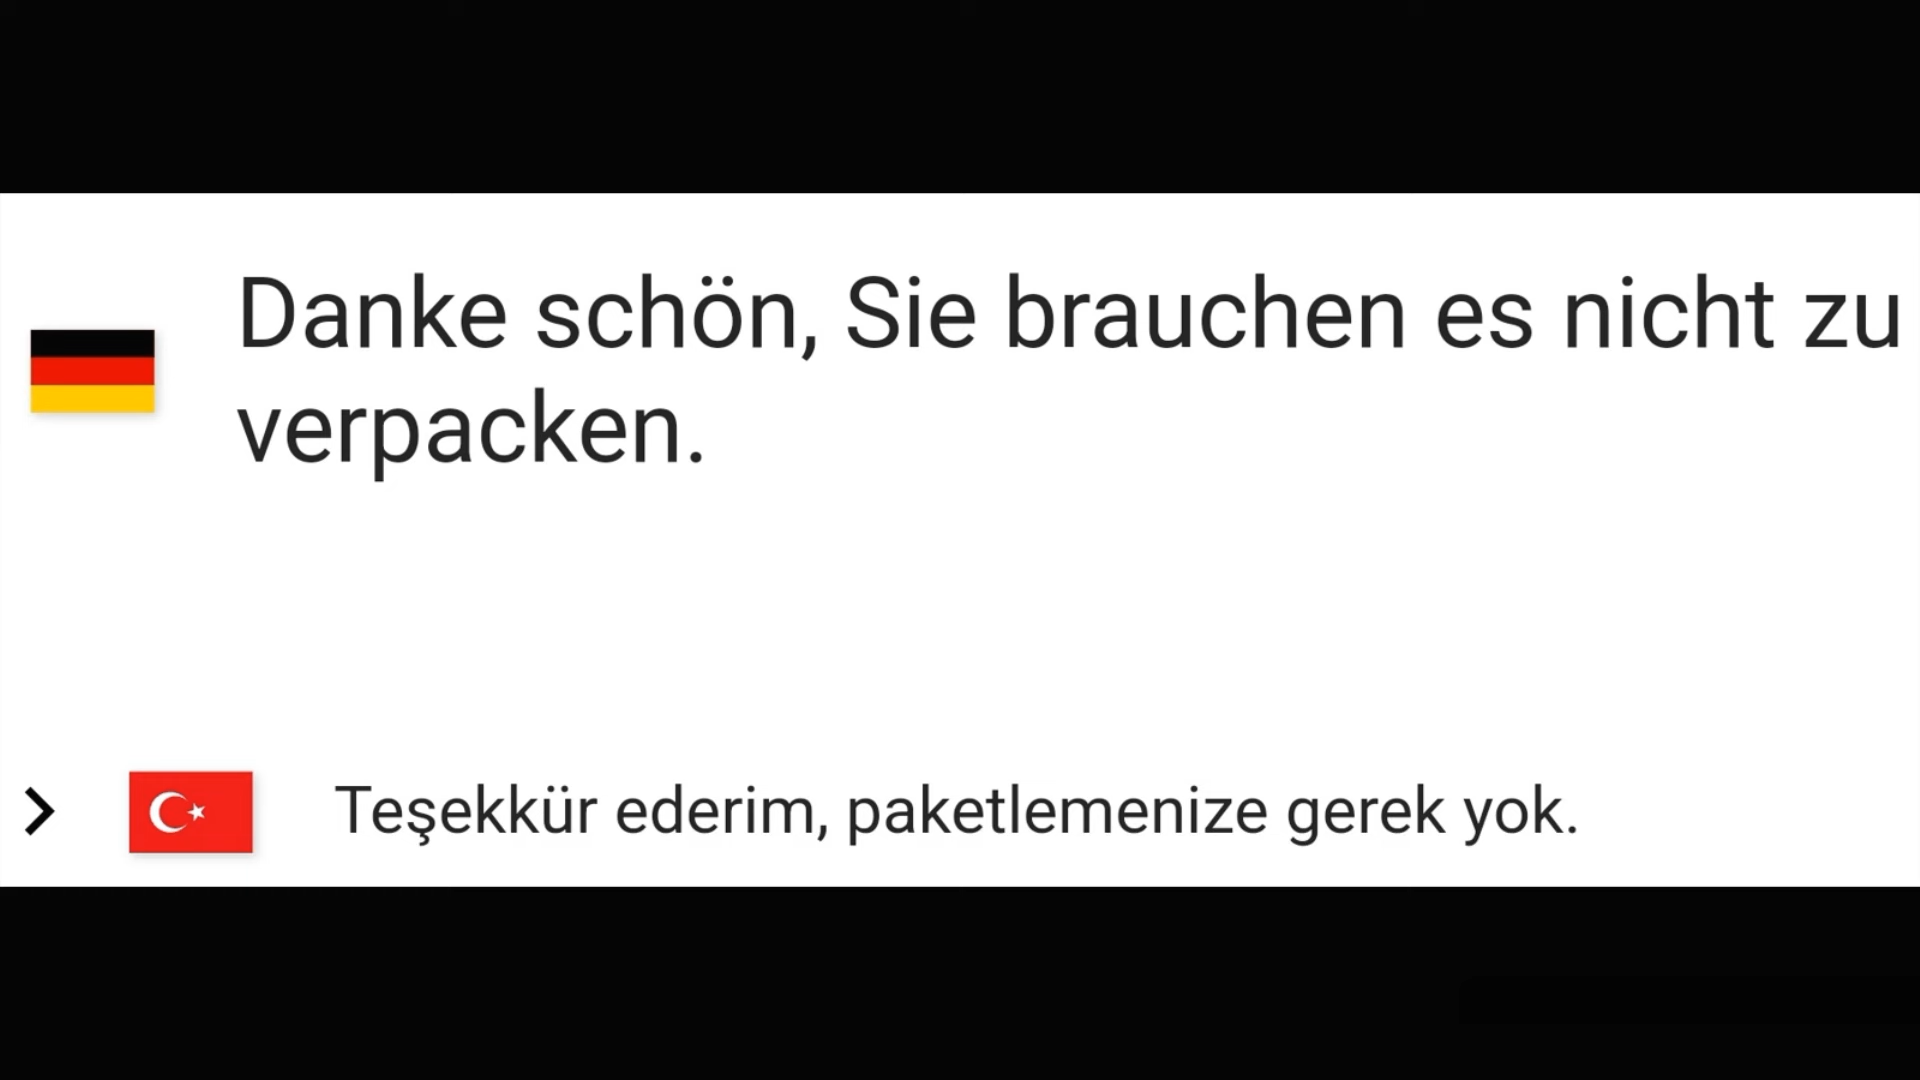 Danke schön, Sie brauchen es nicht zu
verpacken.
Teşekkür ederim, paketlemenize gerek yok.